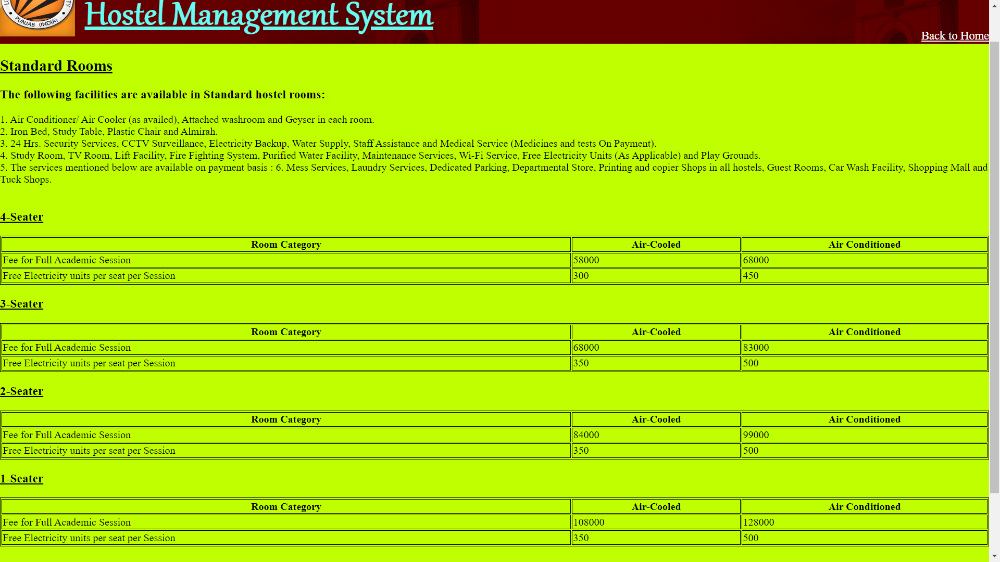 PUNJAB (INDIA)
Hostel Management System
Back to Home
Standard Rooms
The following facilities are available in Standard hostel rooms:-
1. Air Conditioner/ Air Cooler (as availed), Attached washroom and Geyser in each room.
2. Iron Bed, Study Table, Plastic Chair and Almirah.
3. 24 Hrs. Security Services, CCTV Surveillance, Electricity Backup, Water Supply, Staff Assistance and Medical Service (Medicines and tests On Payment).
4. Study Room, TV Room, Lift Facility, Fire Fighting System, Purified Water Facility, Maintenance Services, Wi-Fi Service, Free Electricity Units (As Applicable) and Play Grounds.
5. The services mentioned below are available on payment basis : 6. Mess Services, Laundry Services, Dedicated Parking, Departmental Store, Printing and copier Shops in all hostels, Guest Rooms, Car Wash Facility, Shopping Mall and
Tuck Shops.
4-Seater
Room Category Air-Cooled Air Conditioned
Fee for Full Academic Session 58000 68000
Free Electricity units per seat per Session 300 450
3-Seater
Room Category Air-Cooled Air Conditioned
Fee for Full Academic Session 68000 83000
Free Electricity units per seat per Session 350 500
2-Seater
Room Category Air-Cooled Air Conditioned
Fee for Full Academic Session 84000 99000
Free Electricity units per seat per Session 350 500
1-Seater
Room Category Air-Cooled Air Conditioned
Fee for Full Academic Session 108000 128000
Free Electricity units per seat per Session 350 500